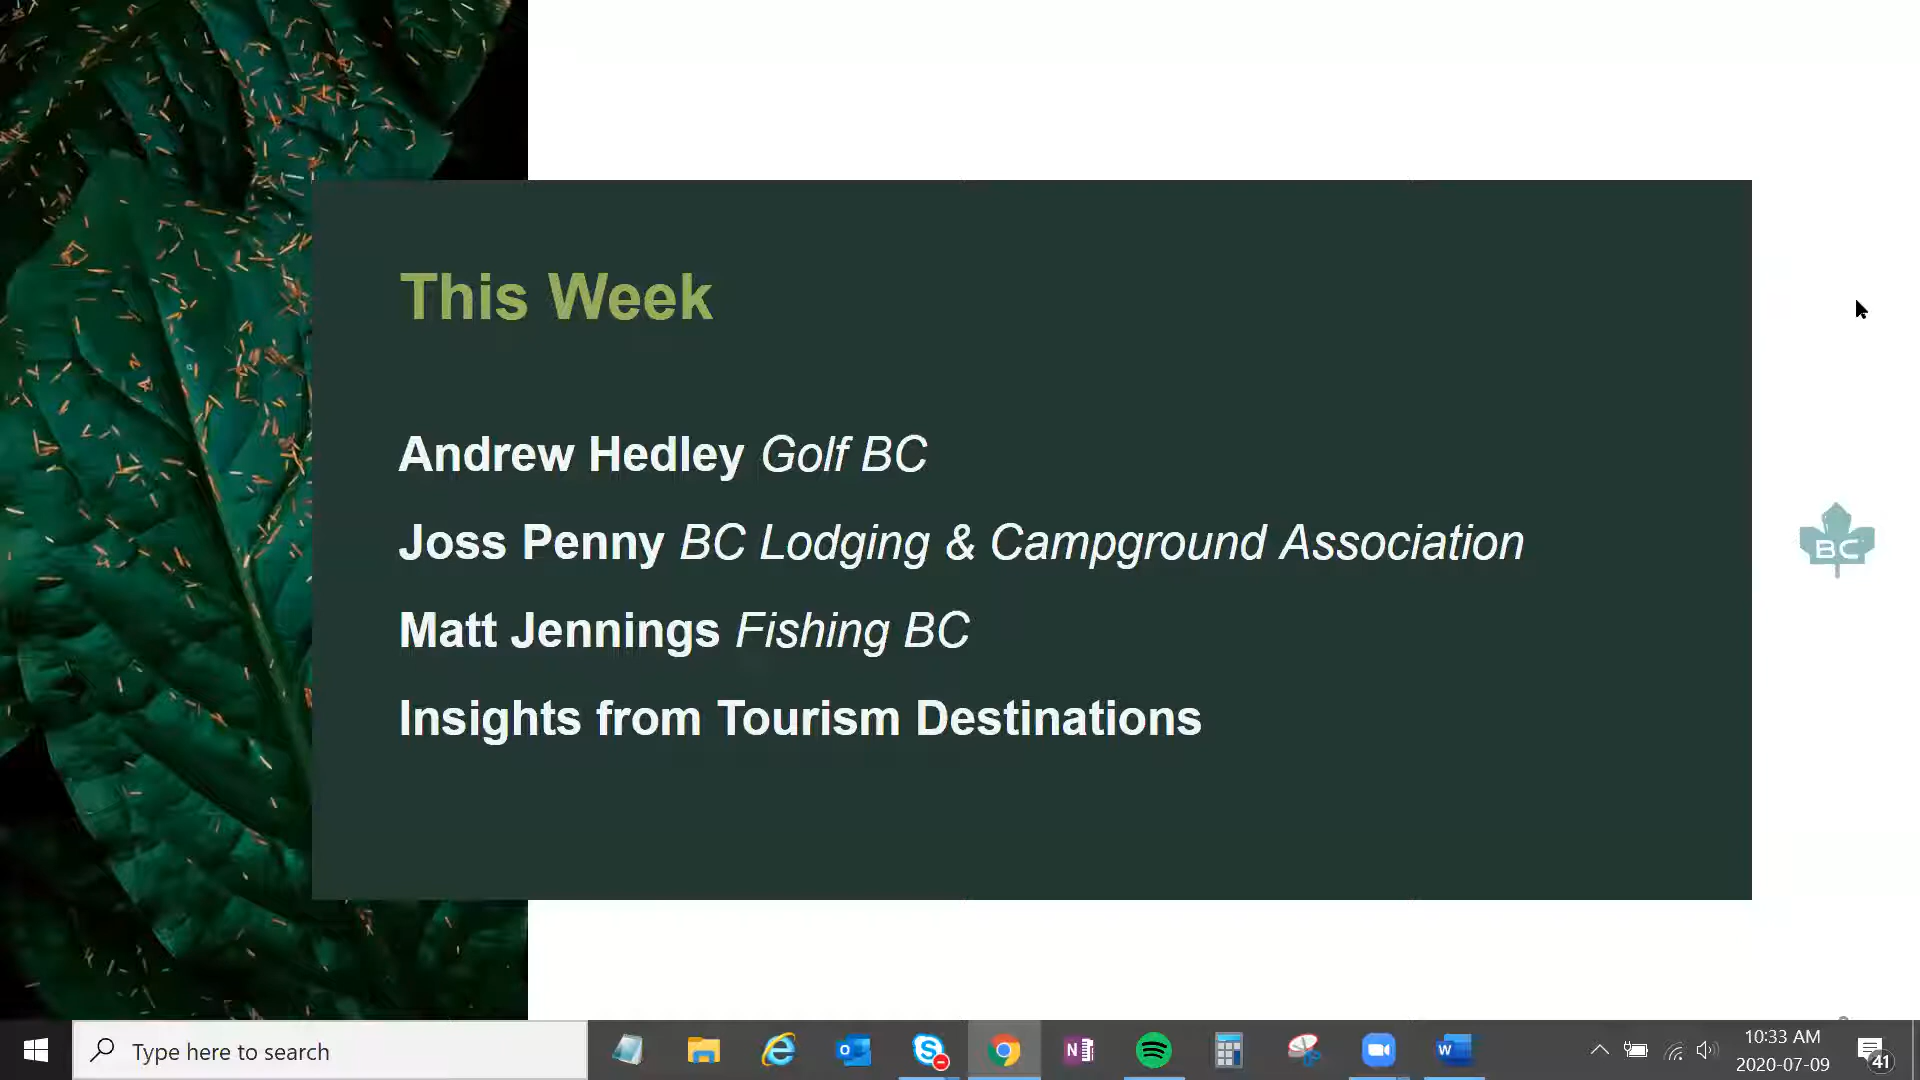 This Week
Andrew Hedley Golf BC
Joss Penny BC Lodging & Campground Association
Matt Jennings Fishing BC
Insights from Tourism Destinations
BC
Type here to search
10:33 AM
2020-07-09
41